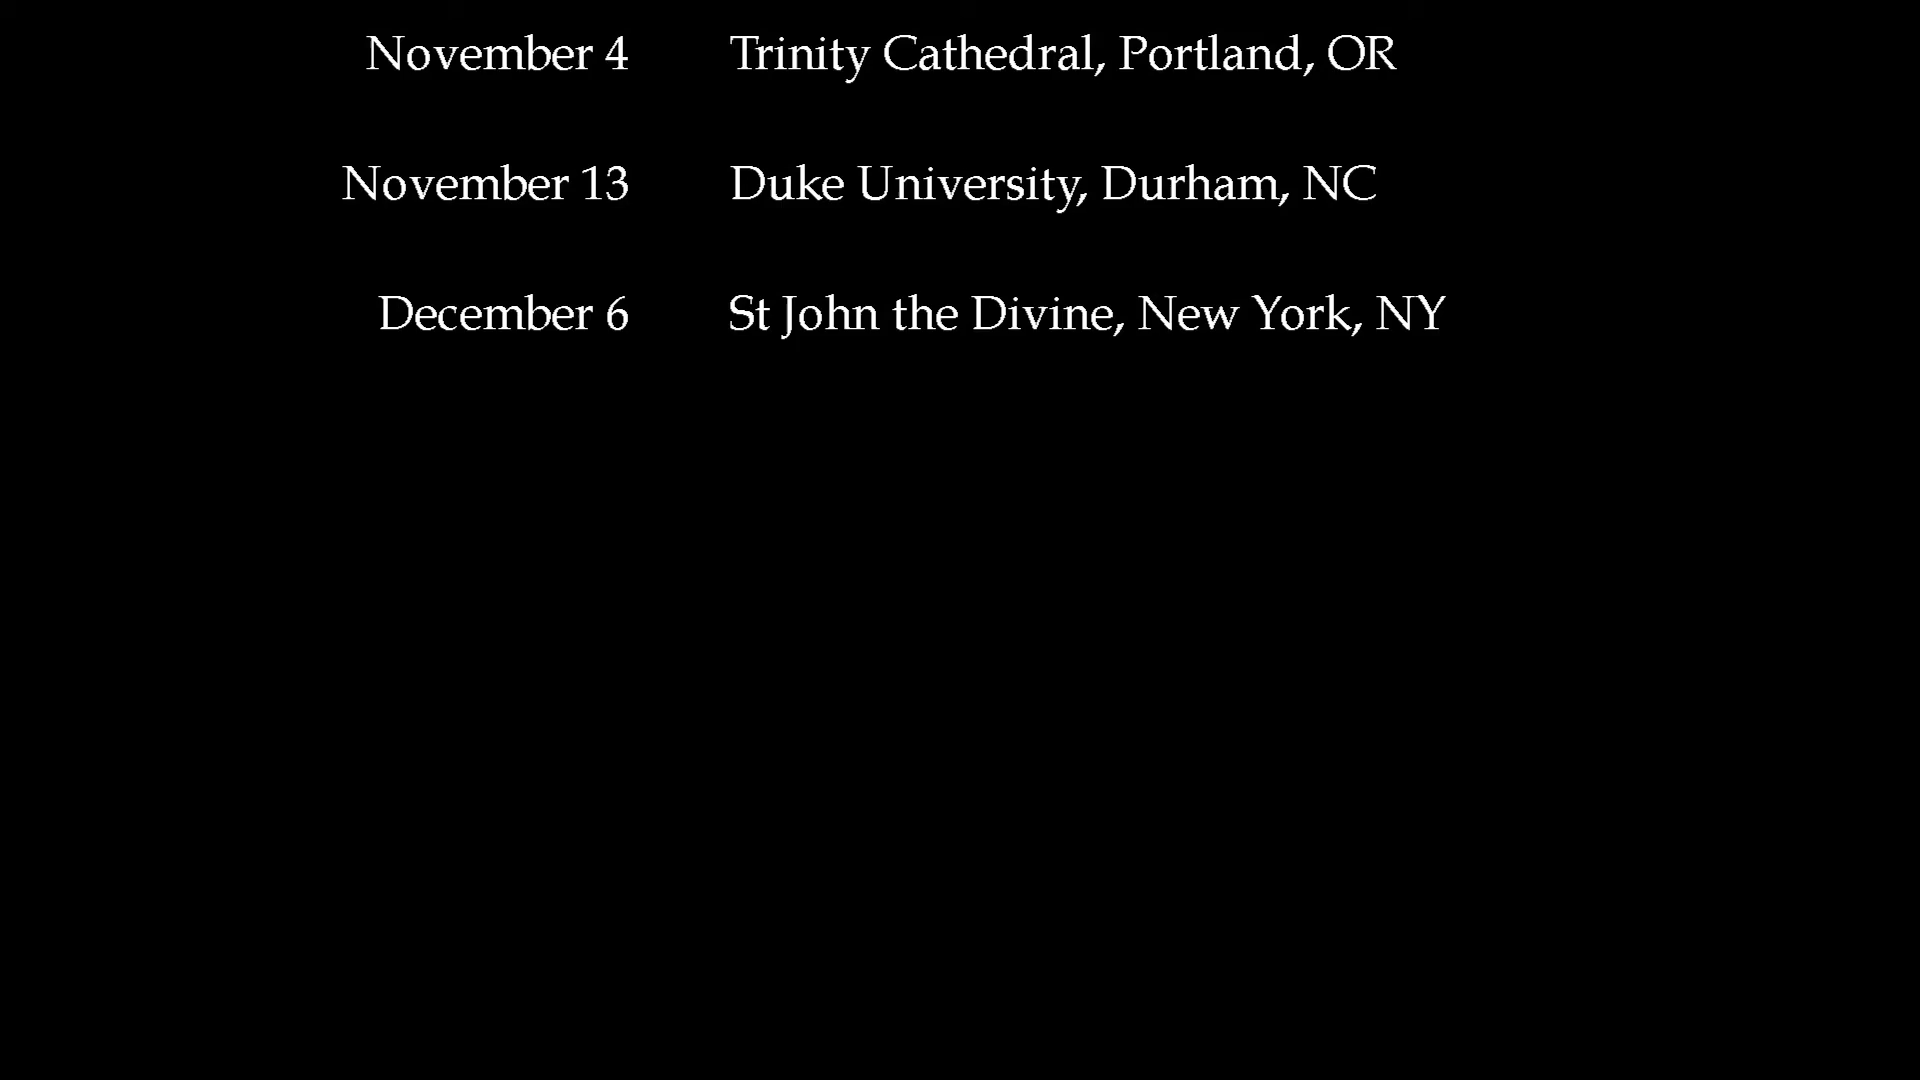 November 4 Trinity Cathedral, Portland, OR
November 13 Duke University, Durham, NC
December 6 St John the Divine, New York, NY